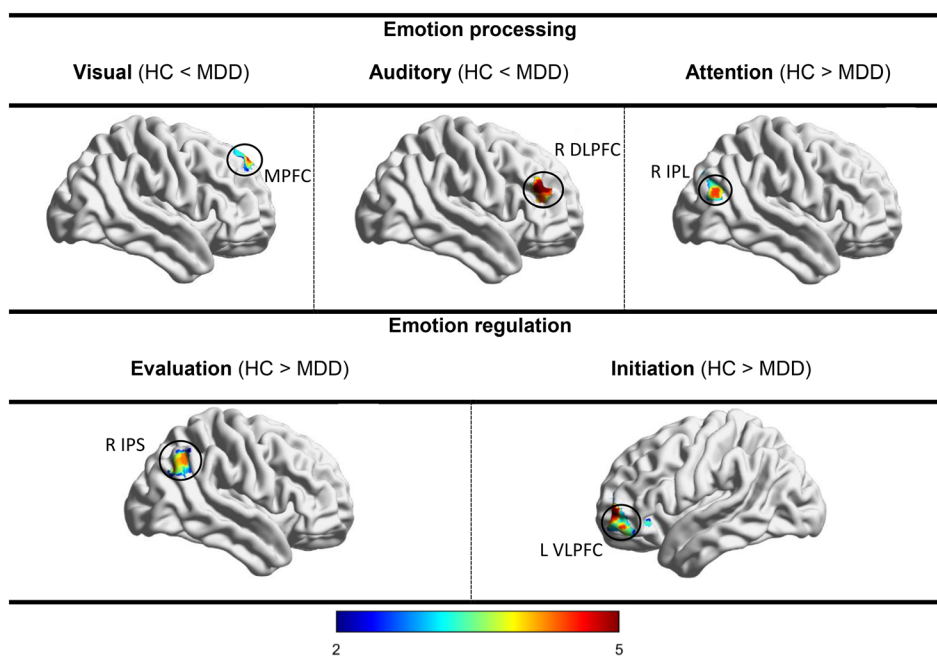 Emotion processing
Visual (HC < MDD)
Auditory (HC < MDD)
Attention (HC > MDD)
MPFC
R DLPFC
R IPL
Emotion regulation
Evaluation (HC > MDD)
Initiation (HC > MDD)
R IPS
L VLPFC
2
5